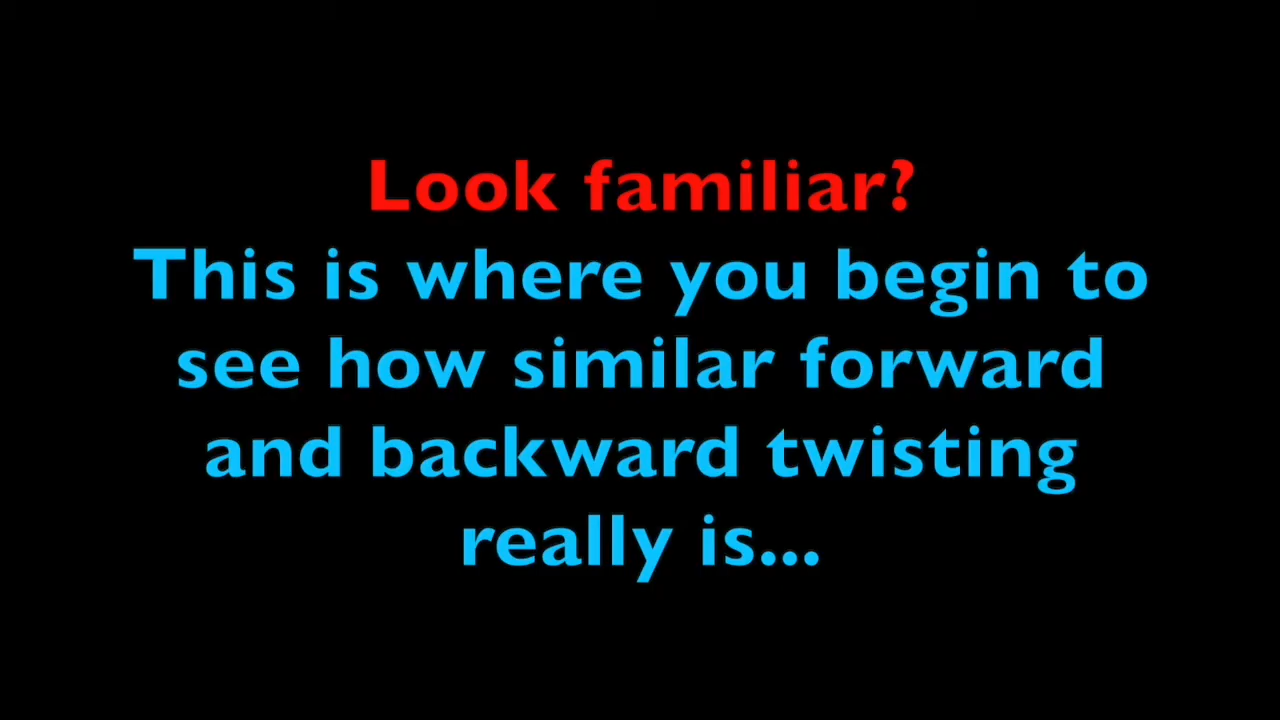 Look familiar?
This is where you begin to
see how similar forward
and backward twisting
really is...